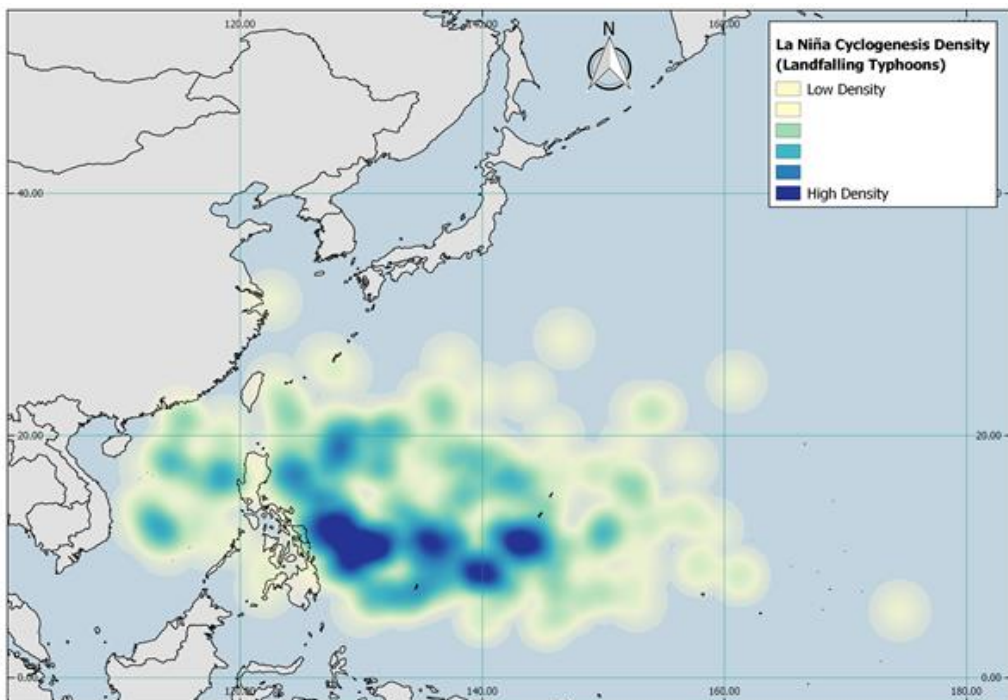 120.00 140.00 160.00 180.00
N
La Niña Cyclogenesis Density
(Landfalling Typhoons)
Low Density
High Density
40.00
20.00 20.00
0.00 0.00
120.00 140.00 160.00 180.00